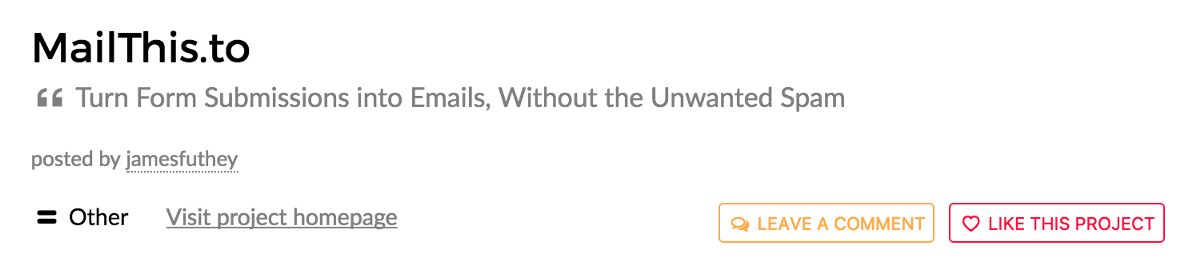 MailThis.to
Turn Form Submissions into Emails, Without the Unwanted Spam
posted by jamesfuthey
Other Visit project homepage LEAVE A COMMENT LIKE THIS PROJECT